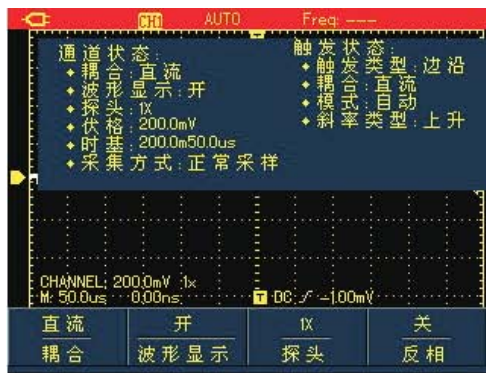 CH1 AUTO Freq: ---
通道状态:
◆耦合:直流
◆波形显示:开
◆探头:1X
◆伏格:200.0mV
◆时基:200.0m50.0us
◆采集方式:正常采样
触发状态:
◆触发类型:边沿
◆耦合:直流
◆模式:自动
◆斜率类型:上升
CHANNEL: 200.0mV 1x
M: 50.0us 0.00ns T DC -1.00mV
直流 开 1X 关
耦合 波形显示 探头 反相